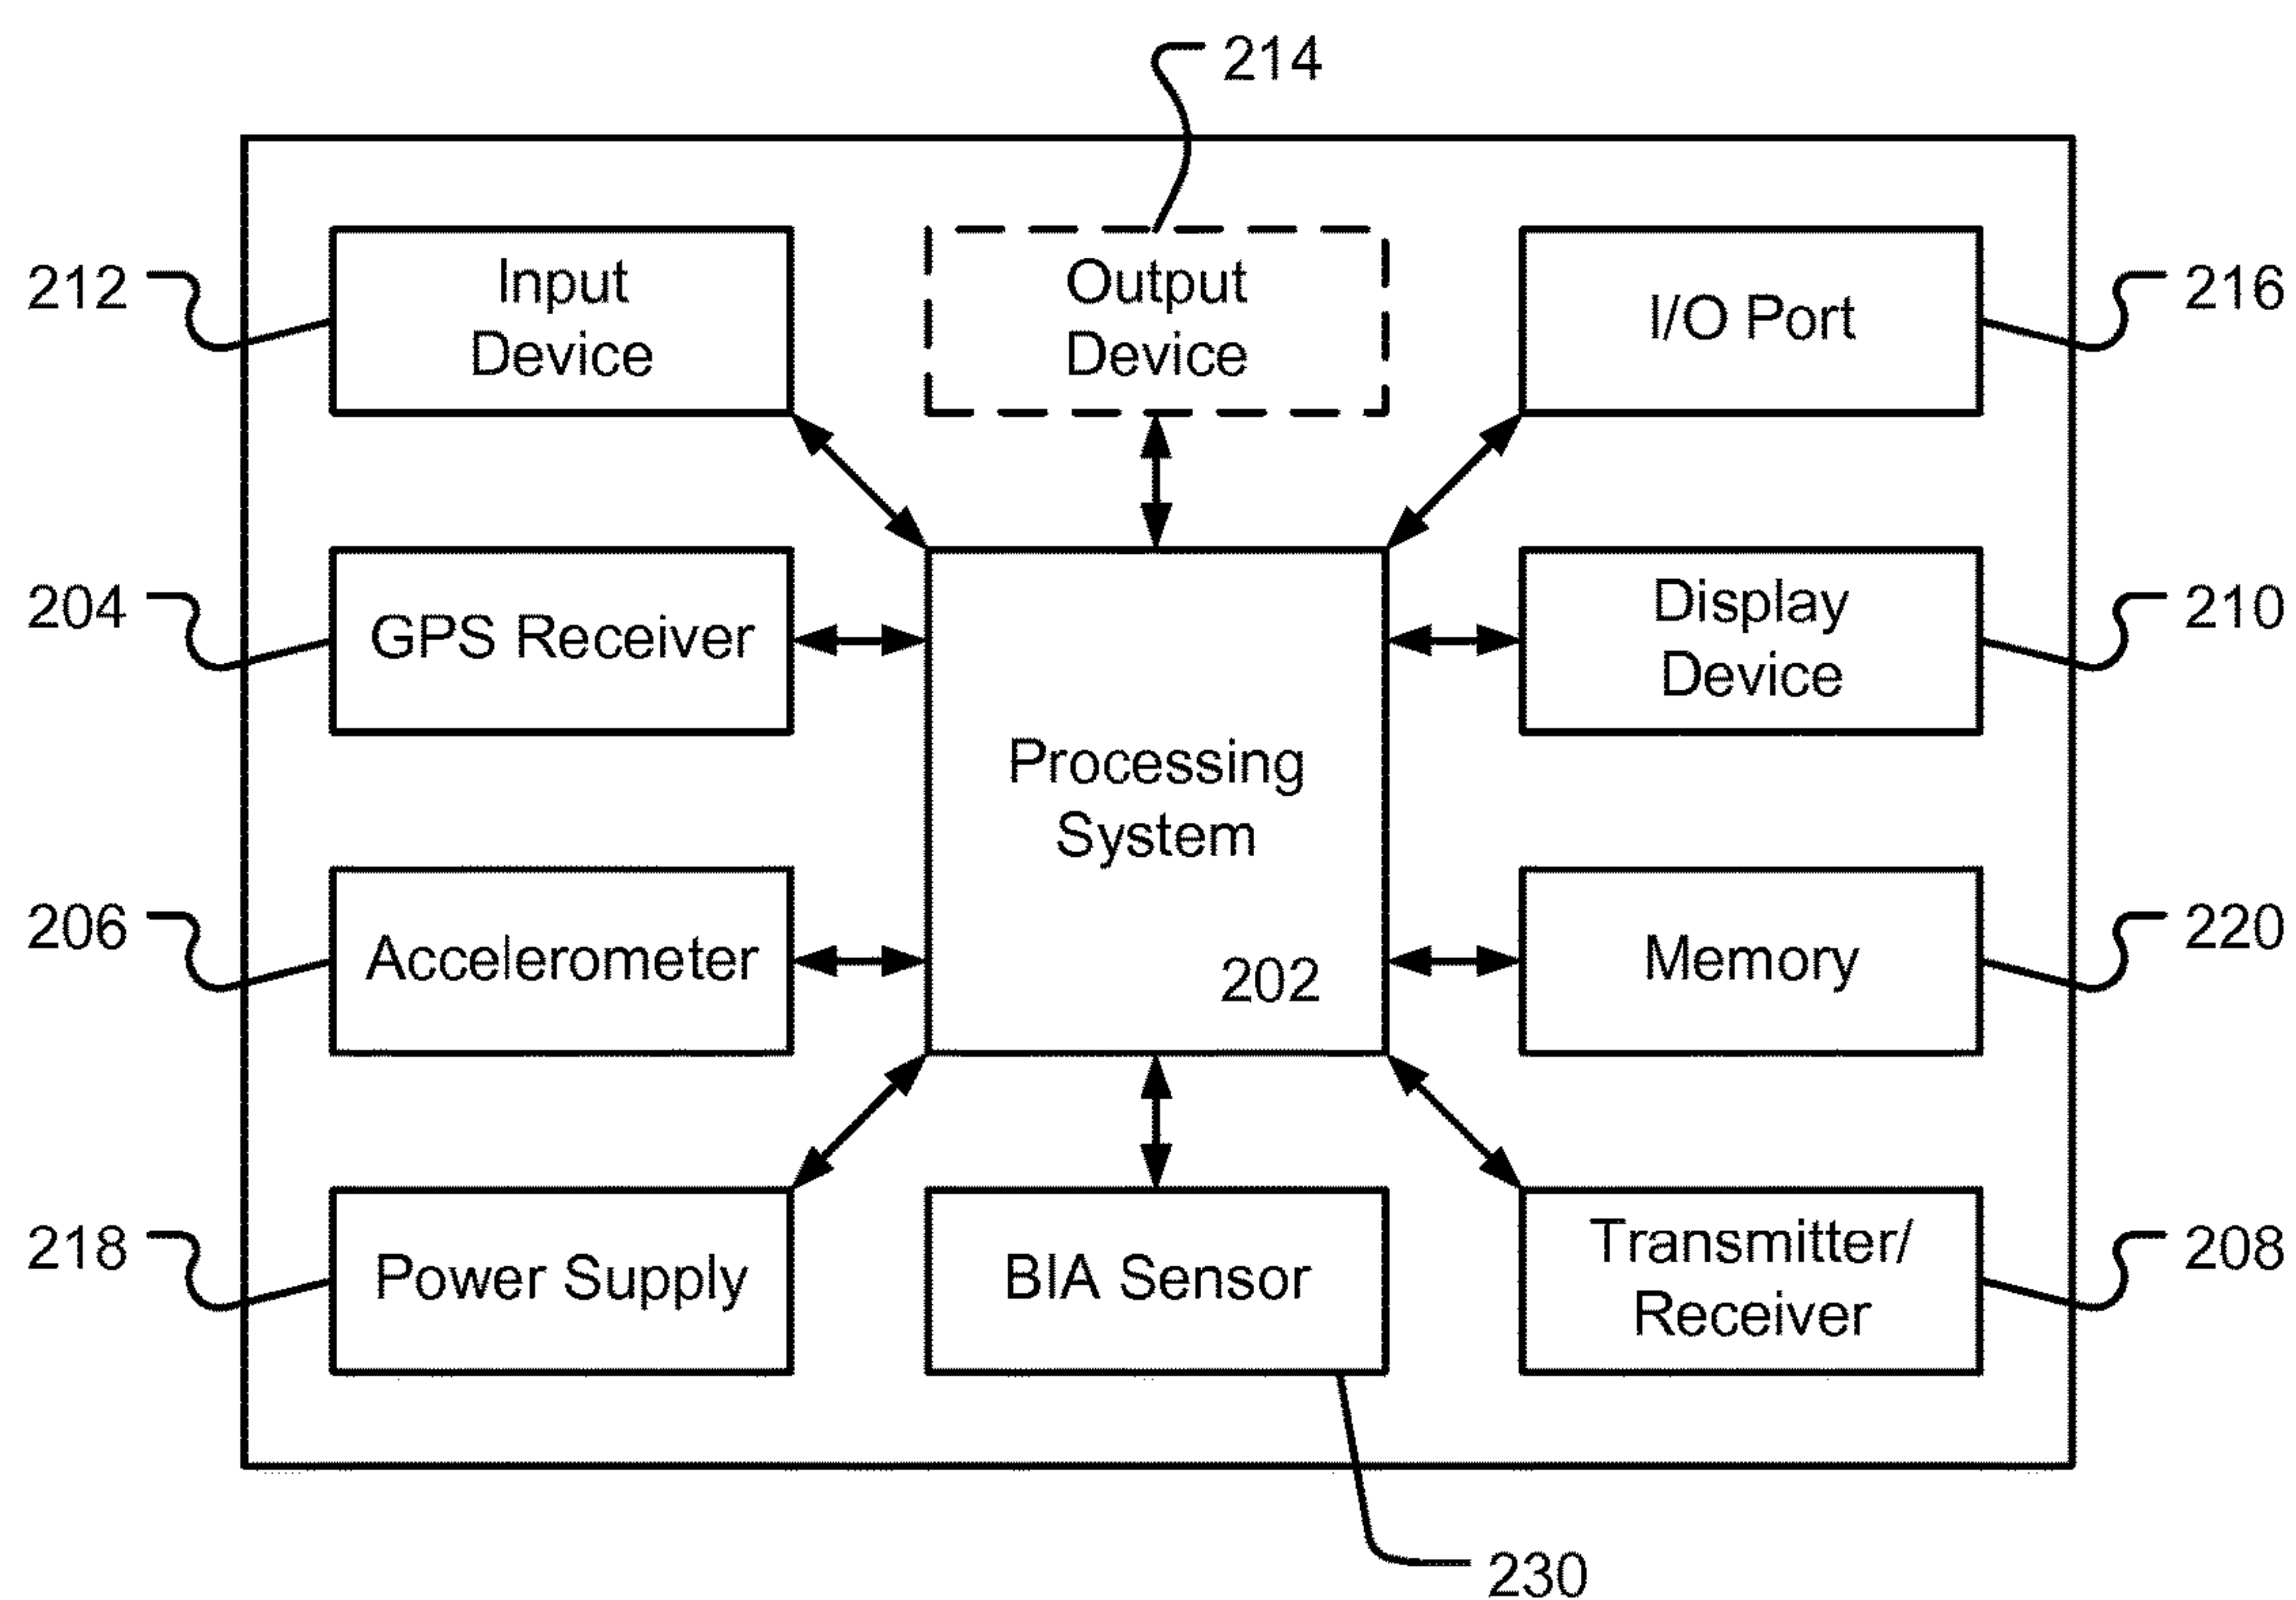 214
212
Input
Device
Output
Device
I/O Port
216
204
GPS Receiver
Display
Device
210
Processing
System
202
206
Accelerometer
Memory
220
218
Power Supply
BIA Sensor
Transmitter/
Receiver
208
230